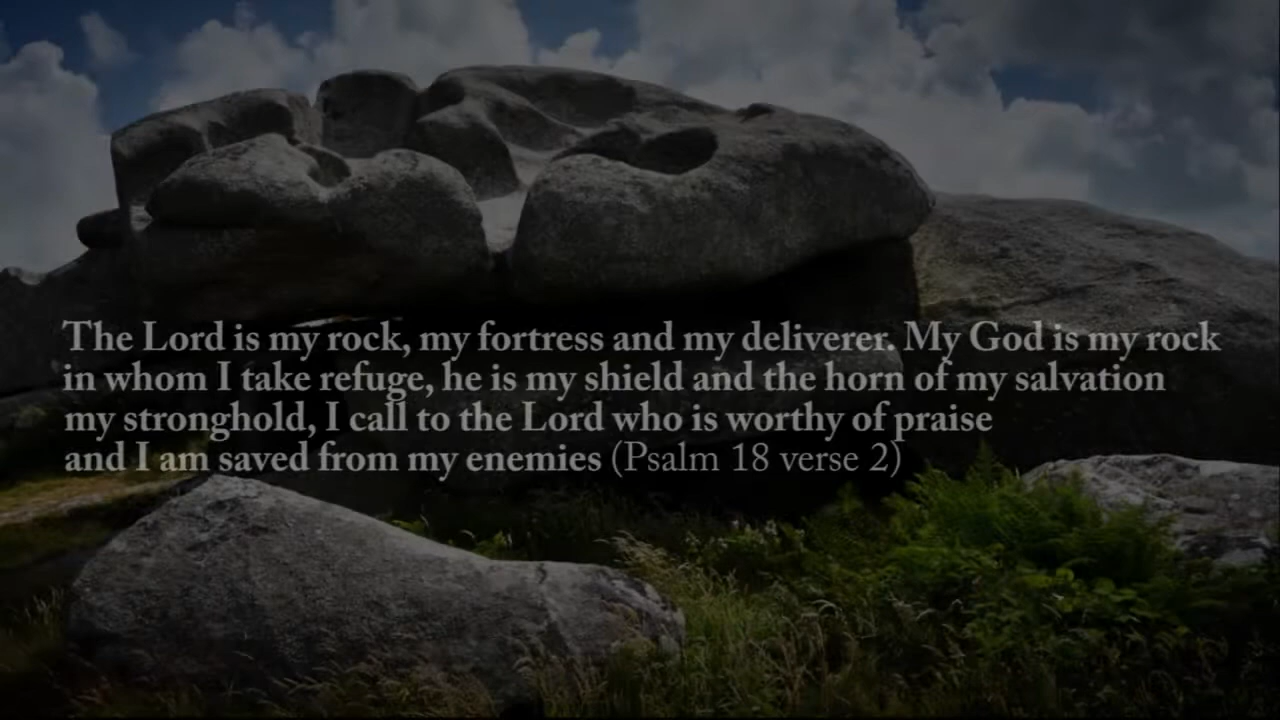 The Lord is my rock, my fortress and my deliverer. My God is my rock
in whom I take refuge, he is my shield and the horn of my salvation
my stronghold, I call to the Lord who is worthy of praise
and I am saved from my enemies (Psalm 18 verse 2)